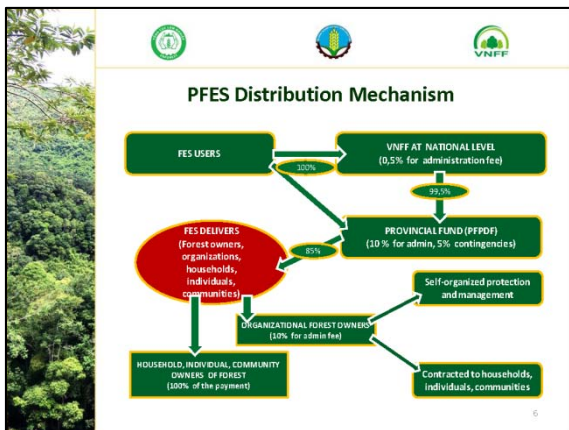 VNFF
PFES Distribution Mechanism
FES USERS
VNFF AT NATIONAL LEVEL
(0,5% for administration fee)
100%
99,5%
FES DELIVERS
(Forest owners,
organizations,
households,
individuals,
communities)
PROVINCIAL FUND (PFPDF)
(10 % for admin, 5% contingencies)
85%
Self-organized protection
and management
ORGANIZATIONAL FOREST OWNERS
(10% for admin fee)
HOUSEHOLD, INDIVIDUAL, COMMUNITY
OWNERS OF FOREST
(100% of the payment)
Contracted to households,
individuals, communities
6